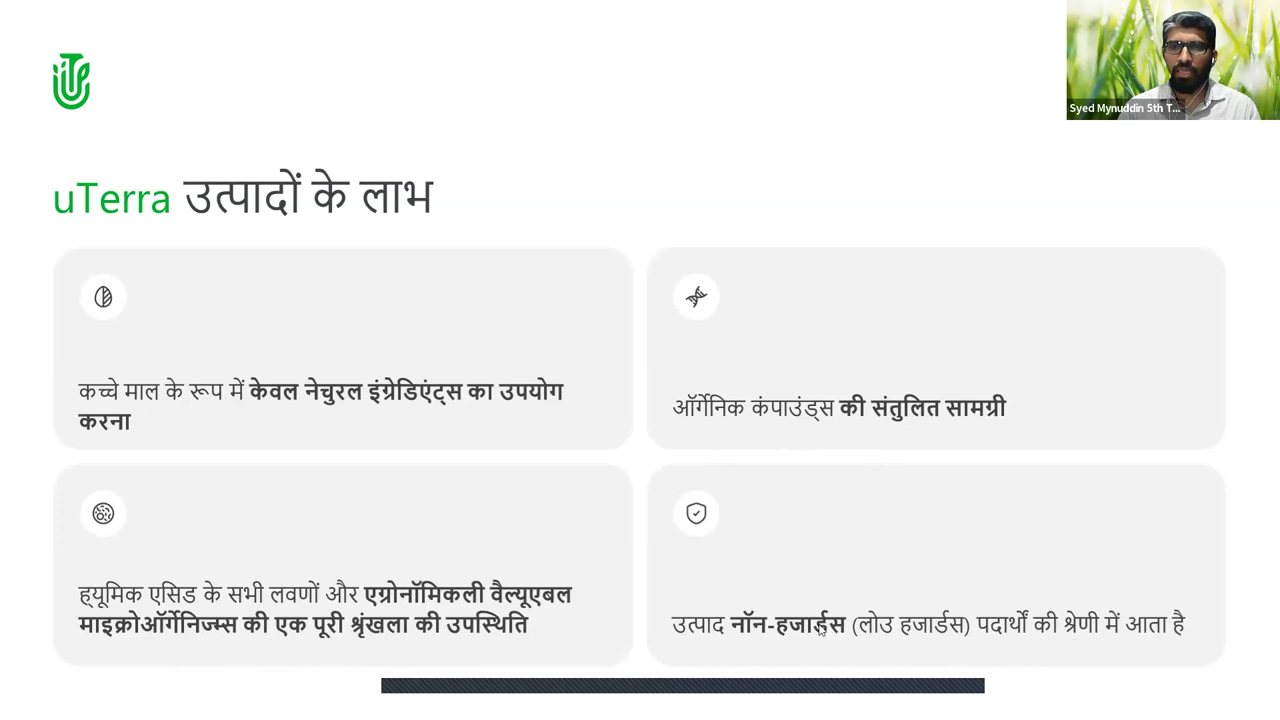 Syed Mynuddin 5th T...
uTerra उत्पादों के लाभ
कच्चे माल के रूप में केवल नेचुरल इंग्रेडिएंट्स का उपयोग
करना
ऑर्गेनिक कंपाउंड्स की संतुलित सामग्री
ह्यूमिक एसिड के सभी लवणों और एग्रोनॉमिकली वैल्यूएबल
माइक्रोऑर्गेनिज्म्स की एक पूरी श्रृंखला की उपस्थिति
उत्पाद नॉन-हजार्डस (लोउ हजार्डस) पदार्थों की श्रेणी में आता है